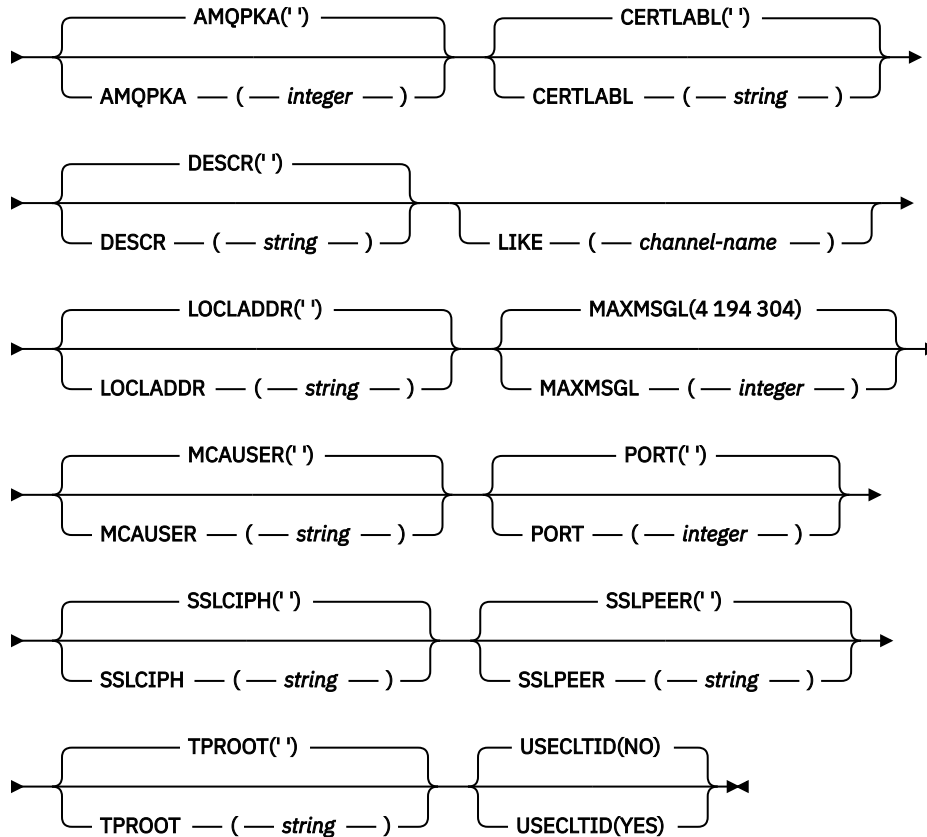 AMQPKA(' ') CERTLABL(' ')
AMQPKA ( integer ) CERTLABL ( string )
DESCR(' ')
DESCR ( string ) LIKE ( channel-name )
LOCLADDR(' ') MAXMSGL(4 194 304)
LOCLADDR ( string ) MAXMSGL ( integer )
MCAUSER(' ') PORT(' ')
MCAUSER ( string ) PORT ( integer )
SSLCIPH(' ') SSLPEER(' ')
SSLCIPH ( string ) SSLPEER ( string )
TPROOT(' ') USECLTID(NO)
TPROOT ( string ) USECLTID(YES)